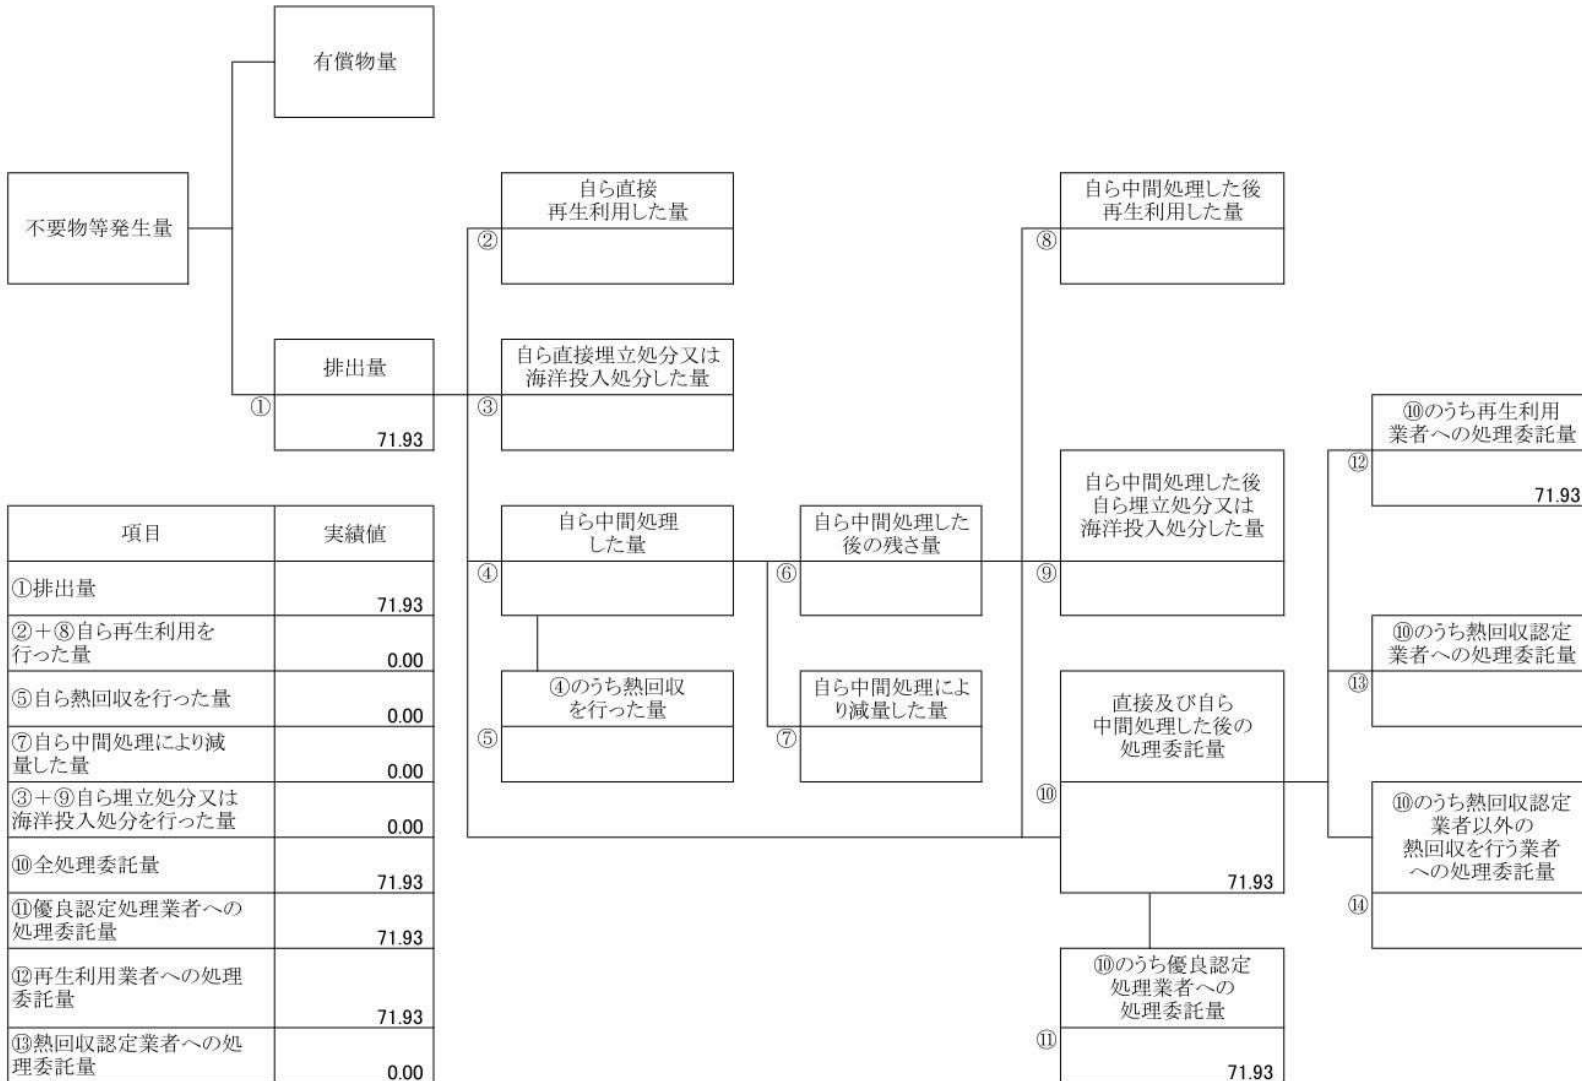 有償物量
不要物等発生量
自ら直接
再生利用した量
②
自ら中間処理した後
再生利用した量
⑧
排出量
①
71.93
自ら直接埋立処分又は
海洋投入処分した量
③
⑩のうち再生利用
業者への処理委託量
⑫
71.93
自ら中間処理した後
自ら埋立処分又は
海洋投入処分した量
⑨
自ら中間処理
した量
④
自ら中間処理した
後の残さ量
⑥
⑩のうち熱回収認定
業者への処理委託量
⑬
④のうち熱回収
を行った量
⑤
自ら中間処理によ
り減量した量
⑦
直接及び自ら
中間処理した後の
処理委託量
⑩
71.93
⑩のうち熱回収認定
業者以外の
熱回収を行う業者
への処理委託量
⑭
⑩のうち優良認定
処理業者への
処理委託量
⑪
71.93
項目 実績値
①排出量 71.93
②+⑧自ら再生利用を
行った量 0.00
⑤自ら熱回収を行った量 0.00
⑦自ら中間処理により減
量した量 0.00
③+⑨自ら埋立処分又は
海洋投入処分を行った量 0.00
⑩全処理委託量 71.93
⑪優良認定処理業者への
処理委託量 71.93
⑫再生利用業者への処理
委託量 71.93
⑬熱回収認定業者への処
理委託量 0.00